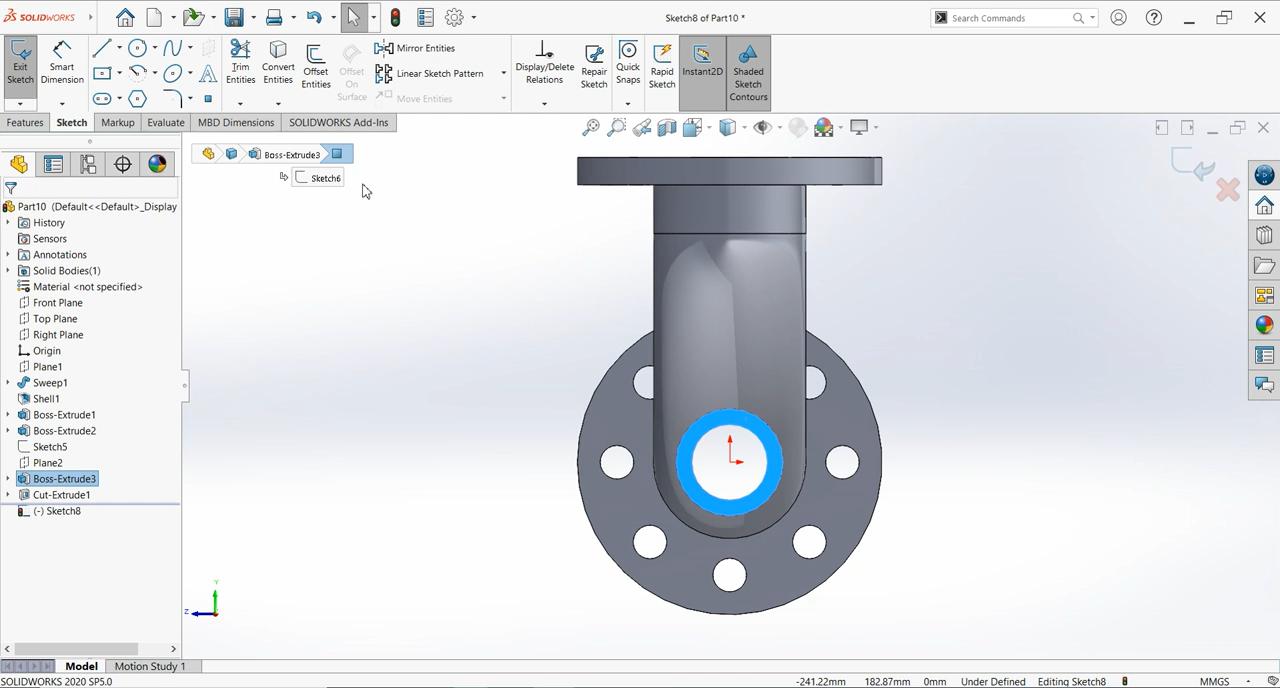 SOLIDWORKS
Sketch8 of Part10 *
Search Commands
Exit Sketch
Smart Dimension
Trim Entities
Convert Entities
Offset Entities
Offset On Surface
Mirror Entities
Linear Sketch Pattern
Move Entities
Display/Delete Relations
Repair Sketch
Quick Snaps
Rapid Sketch
Instant2D
Shaded Sketch Contours
Features
Sketch
Markup
Evaluate
MBD Dimensions
SOLIDWORKS Add-Ins
Boss-Extrude3
Sketch6
Part10 (Default<<Default>_Display
History
Sensors
Annotations
Solid Bodies(1)
Material <not specified>
Front Plane
Top Plane
Right Plane
Origin
Plane1
Sweep1
Shell1
Boss-Extrude1
Boss-Extrude2
Sketch5
Plane2
Boss-Extrude3
Cut-Extrude1
(-) Sketch8
Y
Z
Model
Motion Study 1
SOLIDWORKS 2020 SP5.0
-241.22mm
182.87mm
0mm
Under Defined
Editing Sketch8
MMGS